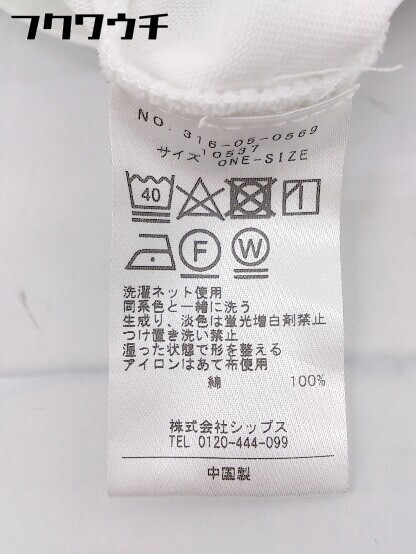 フクワウチ
NO. 316-05-0569
10537
サイズ ONE-SIZE
40
F W
洗濯ネット使用
同系色と一緒に洗う
生成り、淡色は蛍光増白剤禁止
つけ置き洗い禁止
湿った状態で形を整える
アイロンはあて布使用
綿 100%
株式会社シップス
TEL 0120-444-099
中国製